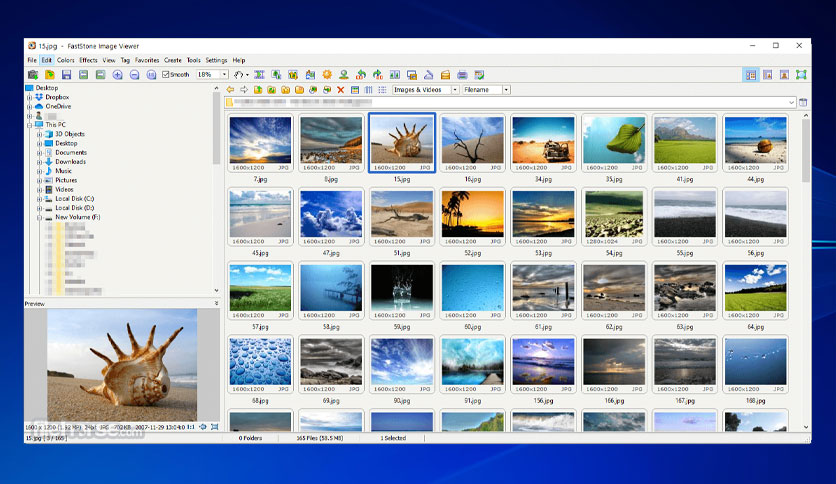 15.jpg - FastStone Image Viewer
File Edit Colors Effects View Tag Favorites Create Tools Settings Help
Smooth 18%
Images & Videos Filename
Desktop
Dropbox
OneDrive
This PC
3D Objects
Desktop
Documents
Downloads
Music
Pictures
Videos
Local Disk (C:)
Local Disk (D:)
New Volume (F:)
1600x1200 JPG 1600x1200 JPG 1600x1200 JPG 1600x1200 JPG 1600x1200 JPG 1600x1200 JPG 1600x1200 JPG 1600x1200 JPG
7.jpg 8.jpg 15.jpg 16.jpg 34.jpg 35.jpg 41.jpg 44.jpg
1600x1200 JPG 1600x1200 JPG 1600x1200 JPG 1600x1200 JPG 1600x1200 JPG 1280x1024 JPG 1600x1200 JPG 1600x1200 JPG
45.jpg 47.jpg 51.jpg 52.jpg 53.jpg 54.jpg 55.jpg 56.jpg
1600x1200 JPG 1600x1200 JPG 1600x1200 JPG 1600x1200 JPG 1600x1200 JPG 1600x1200 JPG 1600x1200 JPG 1600x1200 JPG
57.jpg 58.jpg 59.jpg 60.jpg 61.jpg 62.jpg 63.jpg 64.jpg
1600x1200 JPG 1600x1200 JPG 1600x1200 JPG 1600x1200 JPG 1600x1200 JPG 1600x1200 JPG 1600x1200 JPG 1600x1200 JPG
68.jpg 69.jpg 90.jpg 91.jpg 156.jpg 166.jpg 167.jpg 168.jpg
Preview
1600 x 1200 (1.92 MP) 24bit JPG 702KB 2007-11-29 13:04:0 1:1
15.jpg [ 3 / 165 ]
0 Folders 165 Files (58.5 MB) 1 Selected